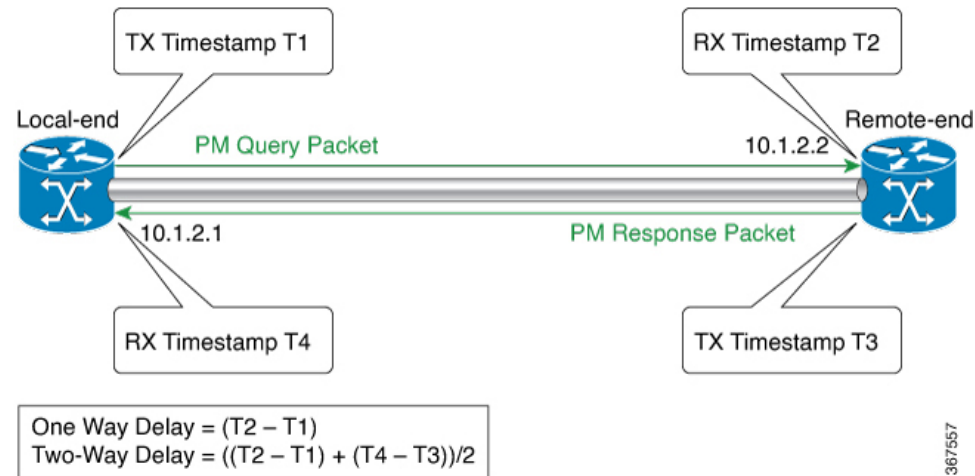 TX Timestamp T1
RX Timestamp T2
Local-end
Remote-end
PM Query Packet
10.1.2.2
10.1.2.1
PM Response Packet
RX Timestamp T4
TX Timestamp T3
One Way Delay = (T2 – T1)
Two-Way Delay = ((T2 – T1) + (T4 – T3))/2
367557